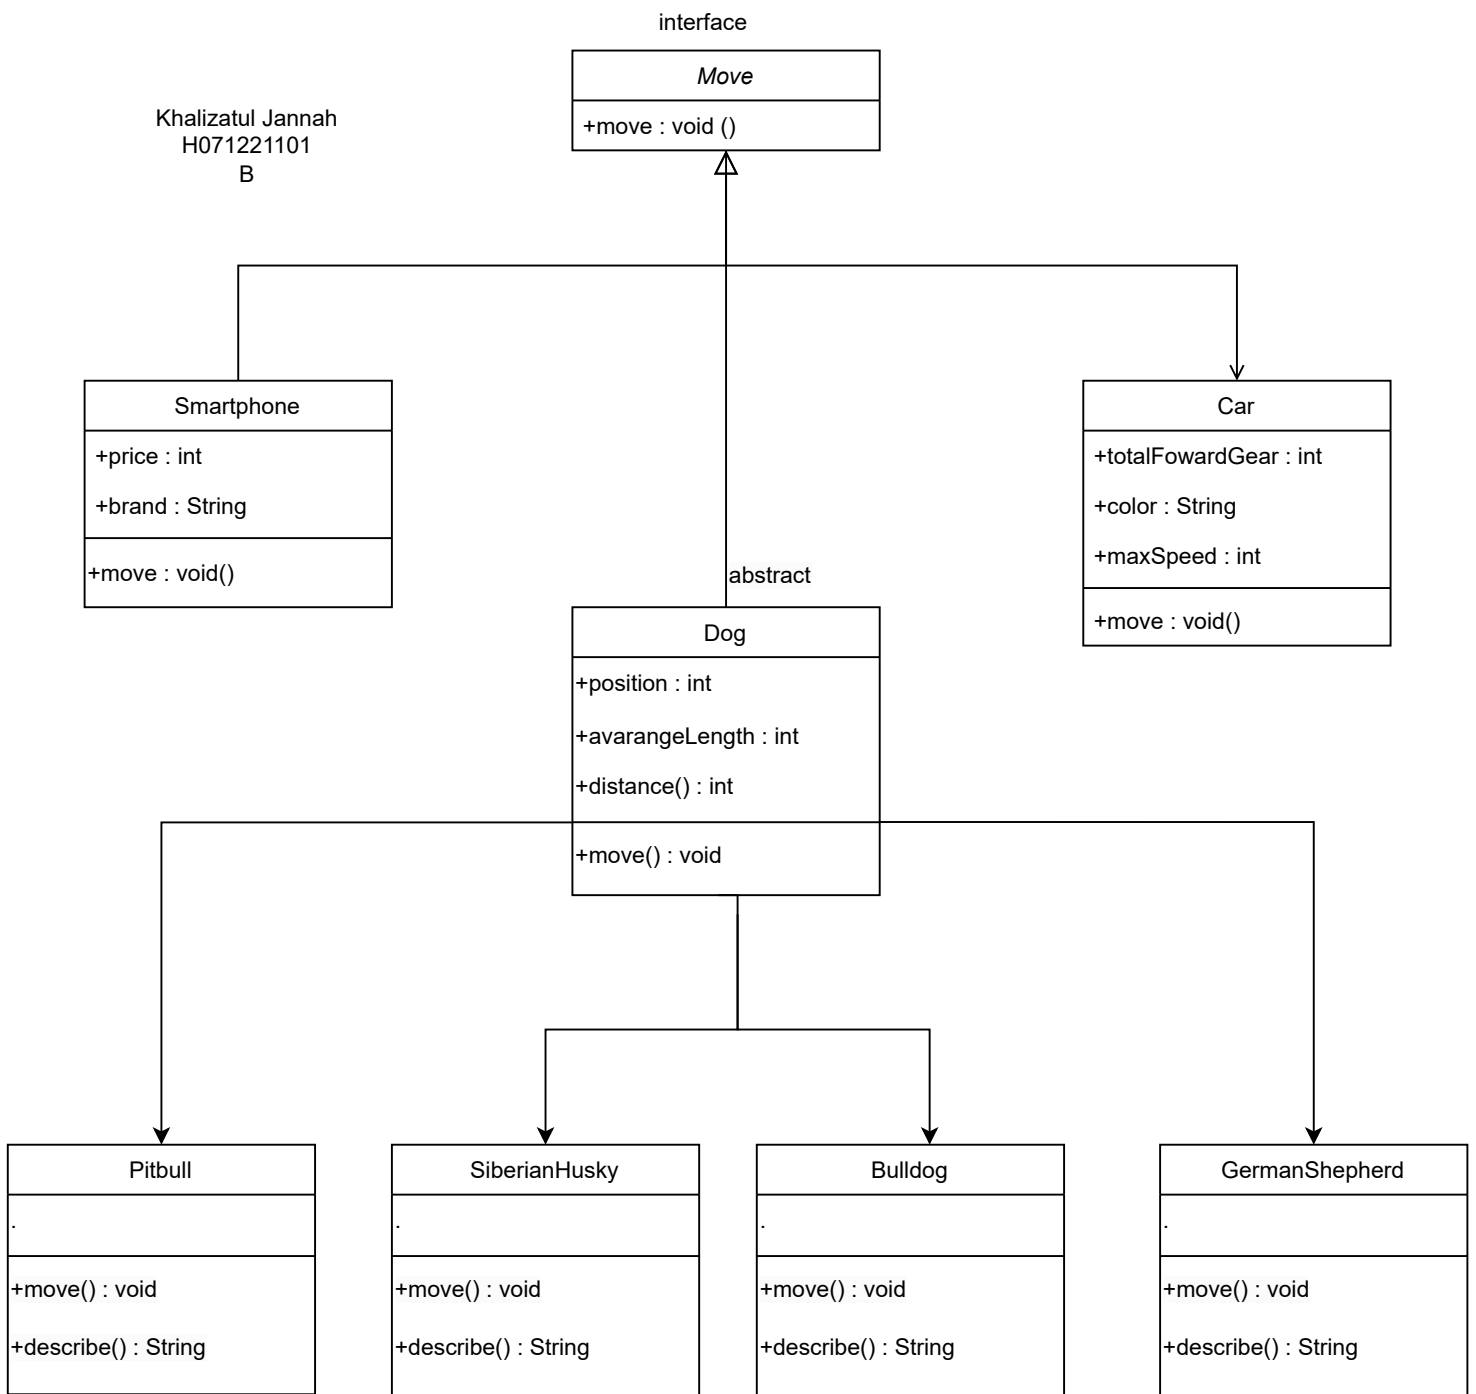 interface
Move
+move : void ()
Khalizatul Jannah
H071221101
B
Smartphone
+price : int
+brand : String
+move : void()
Car
+totalFowardGear : int
+color : String
+maxSpeed : int
+move : void()
abstract
Dog
+position : int
+avarangeLength : int
+distance() : int
+move() : void
Pitbull
.
+move() : void
+describe() : String
SiberianHusky
.
+move() : void
+describe() : String
Bulldog
.
+move() : void
+describe() : String
GermanShepherd
.
+move() : void
+describe() : String